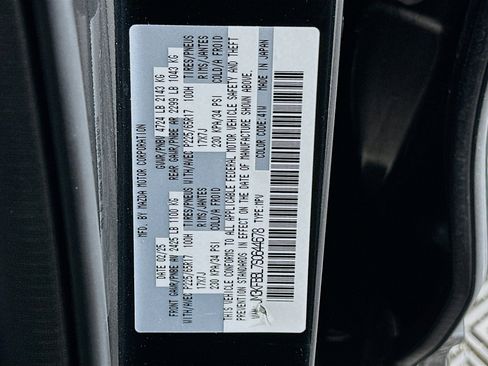 MFD. BY MAZDA MOTOR CORPORATION
DATE 02/25 GVWR/PNBV 4724 LB 2143 KG
FRONT GAWR/PNBE AV 2425 LB 1100 KG REAR GAWR/PNBE AR 2299 LB 1043 KG
WITH/AVEC P225/65R17 100H TIRES/PNEUS WITH/AVEC P225/65R17 100H TIRES/PNEUS
17X7J RIMS/JANTES 17X7J RIMS/JANTES
230 KPA/34 PSI COLD/A FROID 230 KPA/34 PSI COLD/A FROID
THIS VEHICLE CONFORMS TO ALL APPLICABLE FEDERAL MOTOR VEHICLE SAFETY AND THEFT
PREVENTION STANDARDS IN EFFECT ON THE DATE OF MANUFACTURE SHOWN ABOVE.
JM3KFBBL7S0644678 TYPE:MPV COLOR CODE:41W MADE IN JAPAN